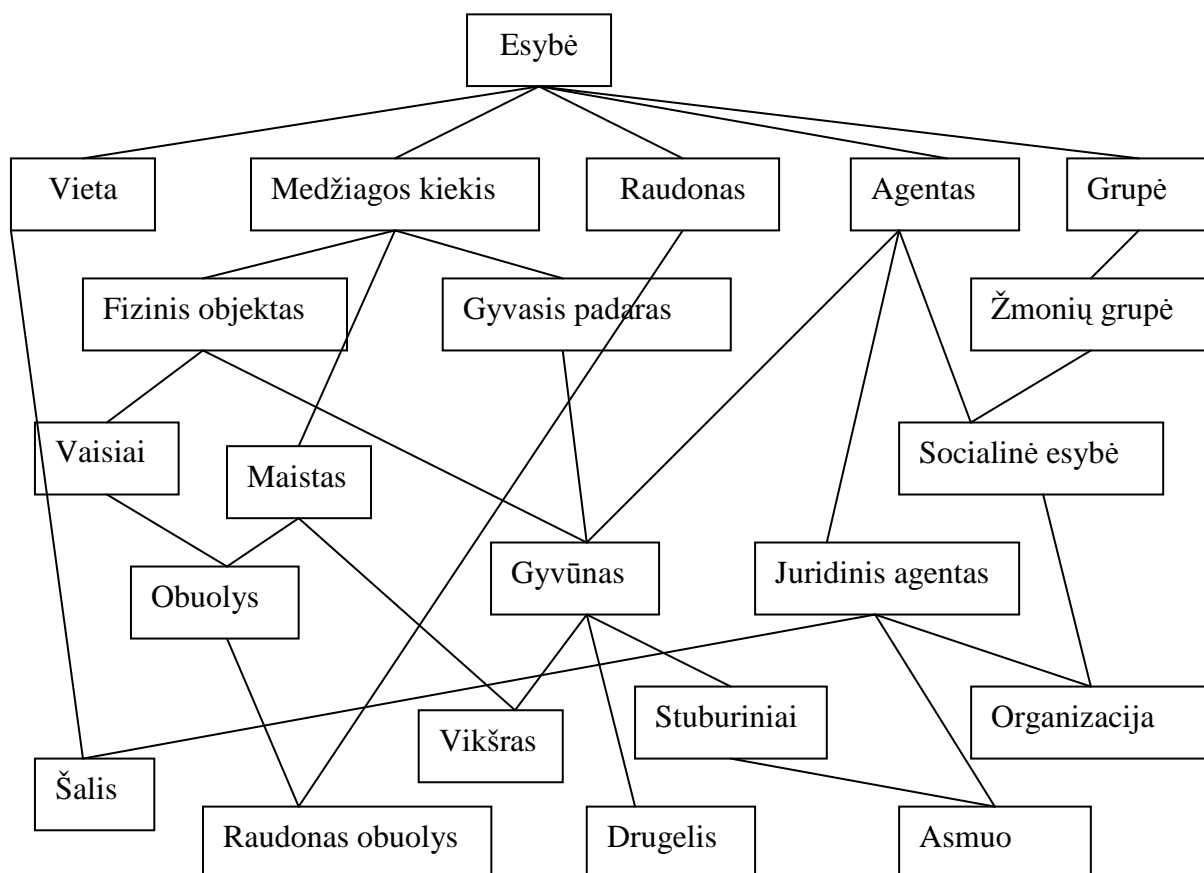 Esybė
Vieta
Medžiagos kiekis
Raudonas
Agentas
Grupė
Fizinis objektas
Gyvasis padaras
Žmonių grupė
Vaisiai
Maistas
Socialinė esybė
Obuolys
Gyvūnas
Juridinis agentas
Šalis
Vikšras
Stuburiniai
Organizacija
Raudonas obuolys
Drugelis
Asmuo